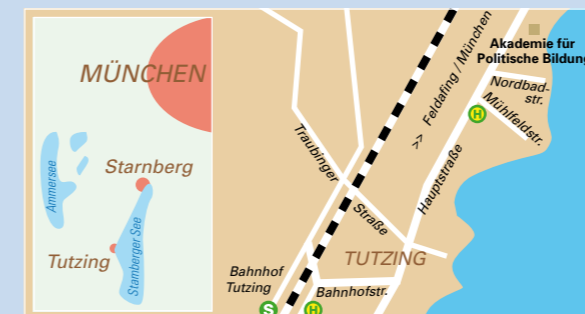 MÜNCHEN
Starnberg
Ammersee
Starnberger See
Tutzing
Akademie für
Politische Bildung
Nordbad-
str.
Mühlfeldstr.
>> Feldafing / München
H
Hauptstraße
Traubinger
Straße
TUTZING
Bahnhof
Tutzing
Bahnhofstr.
S
H